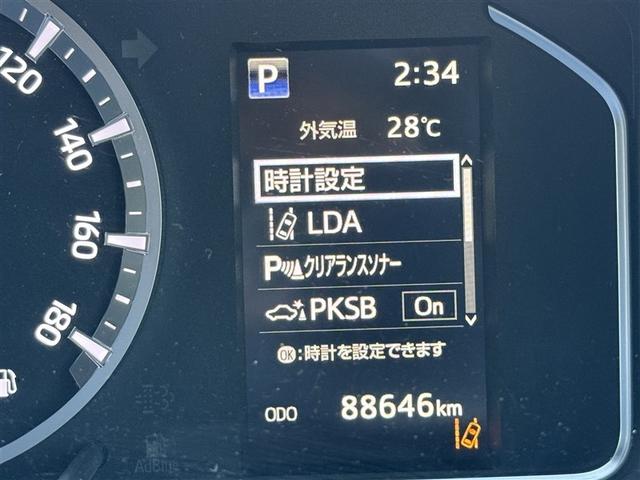 120
140
160
180
P 2:34
外気温 28℃
時計設定
LDA
Pクリアランスソナー
PKSB On
OK:時計を設定できます
ODO 88646km
AdBlue